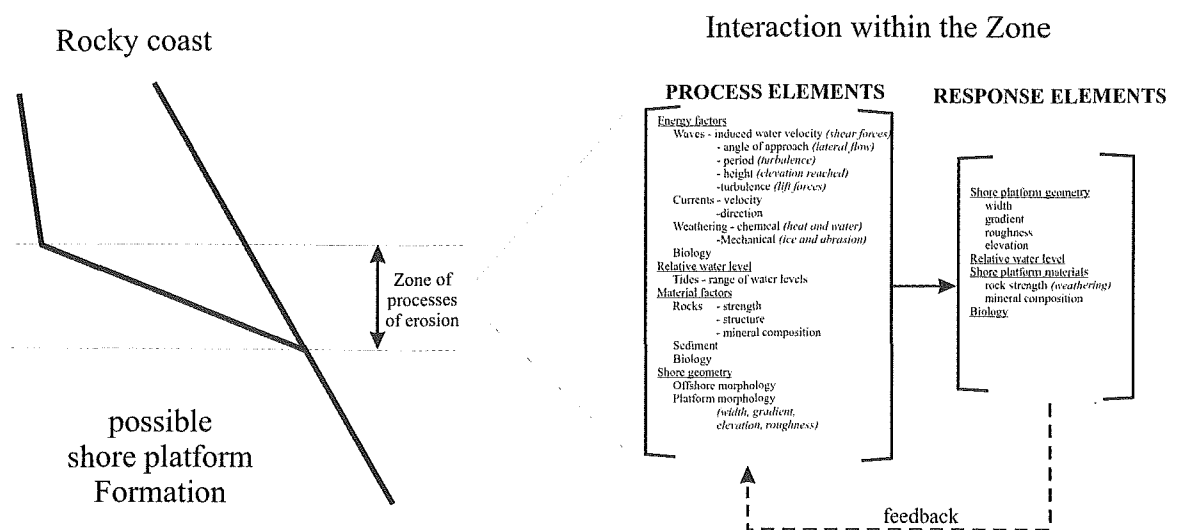 Rocky coast
Zone of
processes
of erosion
possible
shore platform
Formation
Interaction within the Zone
PROCESS ELEMENTS
Energy factors
Waves - induced water velocity (shear forces)
- angle of approach (lateral flow)
- period (turbulence)
- height (elevation reached)
-turbulence (lift forces)
Currents - velocity
-direction
Weathering - chemical (heat and water)
-Mechanical (ice and abrasion)
Biology
Relative water level
Tides - range of water levels
Material factors
Rocks - strength
- structure
- mineral composition
Sediment
Biology
Shore geometry
Offshore morphology
Platform morphology
(width, gradient,
elevation, roughness)
RESPONSE ELEMENTS
Shore platform geometry
width
gradient
roughness
elevation
Relative water level
Shore platform materials
rock strength (weathering)
mineral composition
Biology
feedback